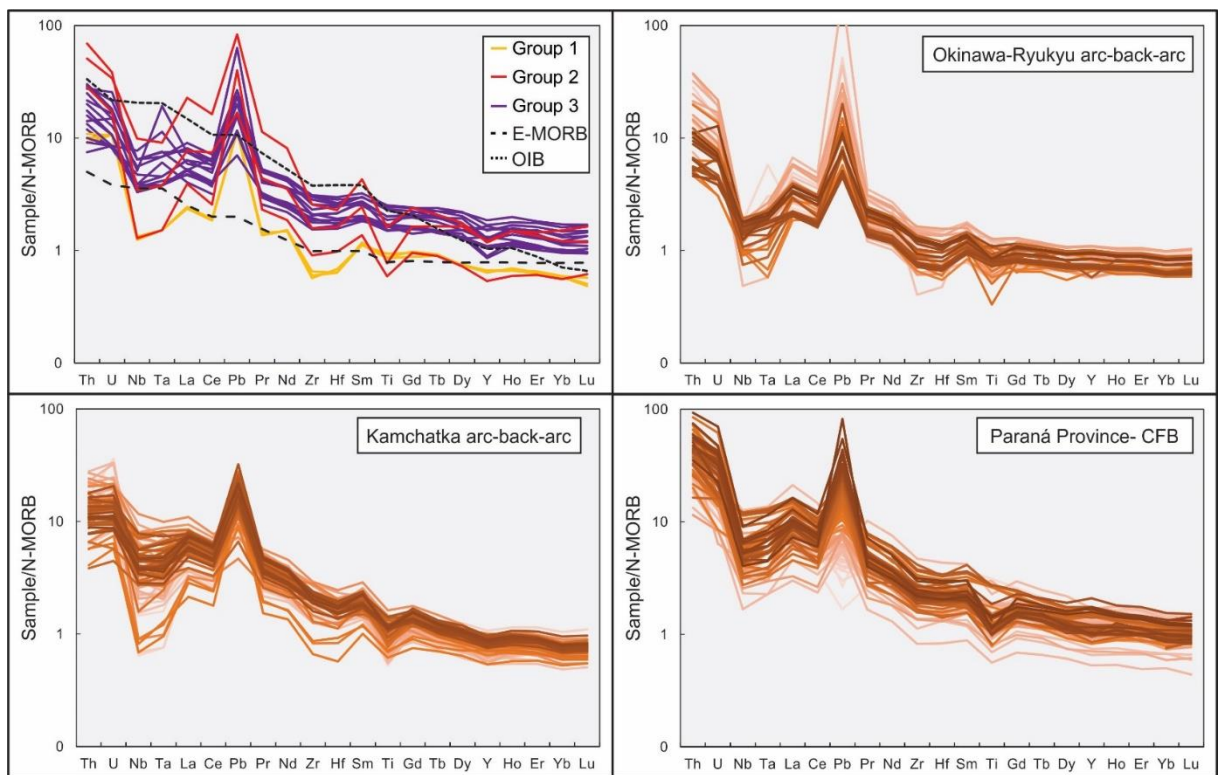 100
10
1
0
Sample/N-MORB
Group 1
Group 2
Group 3
E-MORB
OIB
Th U Nb Ta La Ce Pb Pr Nd Zr Hf Sm Ti Gd Tb Dy Y Ho Er Yb Lu
100
10
1
0
Sample/N-MORB
Okinawa-Ryukyu arc-back-arc
Th U Nb Ta La Ce Pb Pr Nd Zr Hf Sm Ti Gd Tb Dy Y Ho Er Yb Lu
100
10
1
0
Sample/N-MORB
Kamchatka arc-back-arc
Th U Nb Ta La Ce Pb Pr Nd Zr Hf Sm Ti Gd Tb Dy Y Ho Er Yb Lu
100
10
1
0
Sample/N-MORB
Paraná Province- CFB
Th U Nb Ta La Ce Pb Pr Nd Zr Hf Sm Ti Gd Tb Dy Y Ho Er Yb Lu